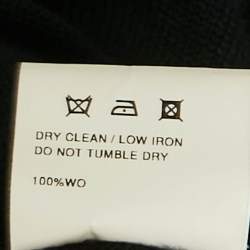 DRY CLEAN / LOW IRON
DO NOT TUMBLE DRY
100%WO